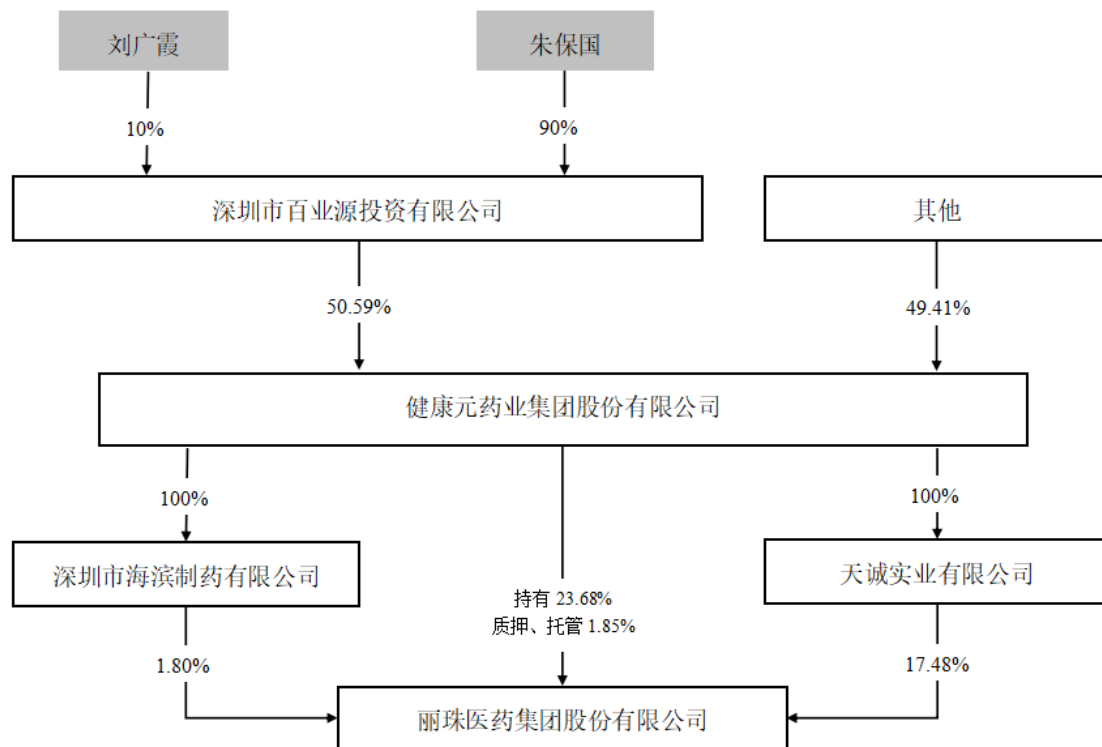 刘广霞
朱保国
10%
90%
深圳市百业源投资有限公司
其他
50.59%
49.41%
健康元药业集团股份有限公司
100%
100%
深圳市海滨制药有限公司
天诚实业有限公司
持有 23.68%
质押、托管 1.85%
1.80%
17.48%
丽珠医药集团股份有限公司